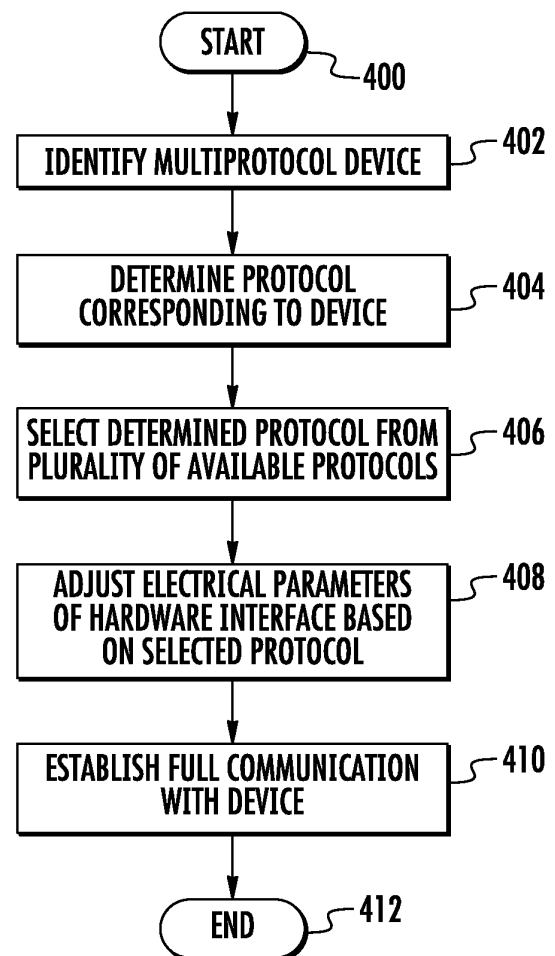 START
400
IDENTIFY MULTIPROTOCOL DEVICE
402
DETERMINE PROTOCOL
CORRESPONDING TO DEVICE
404
SELECT DETERMINED PROTOCOL FROM
PLURALITY OF AVAILABLE PROTOCOLS
406
ADJUST ELECTRICAL PARAMETERS
OF HARDWARE INTERFACE BASED
ON SELECTED PROTOCOL
408
ESTABLISH FULL COMMUNICATION
WITH DEVICE
410
END
412